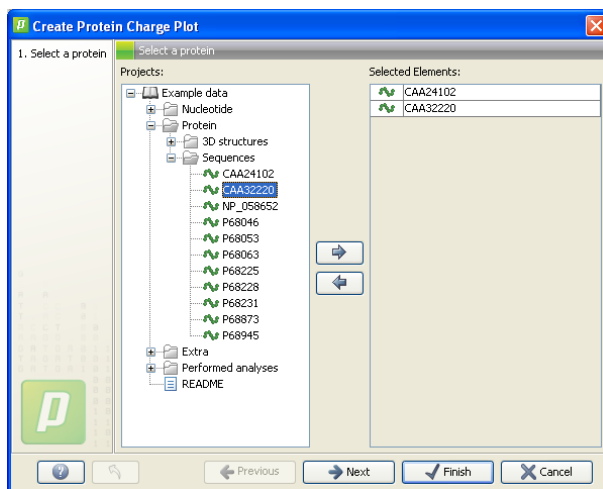 Create Protein Charge Plot
1. Select a protein
Select a protein
Projects:
Example data
Nucleotide
Protein
3D structures
Sequences
CAA24102
CAA32220
NP_058652
P68046
P68053
P68063
P68225
P68228
P68231
P68873
P68945
Extra
Performed analyses
README
Selected Elements:
CAA24102
CAA32220
Previous
Next
Finish
Cancel